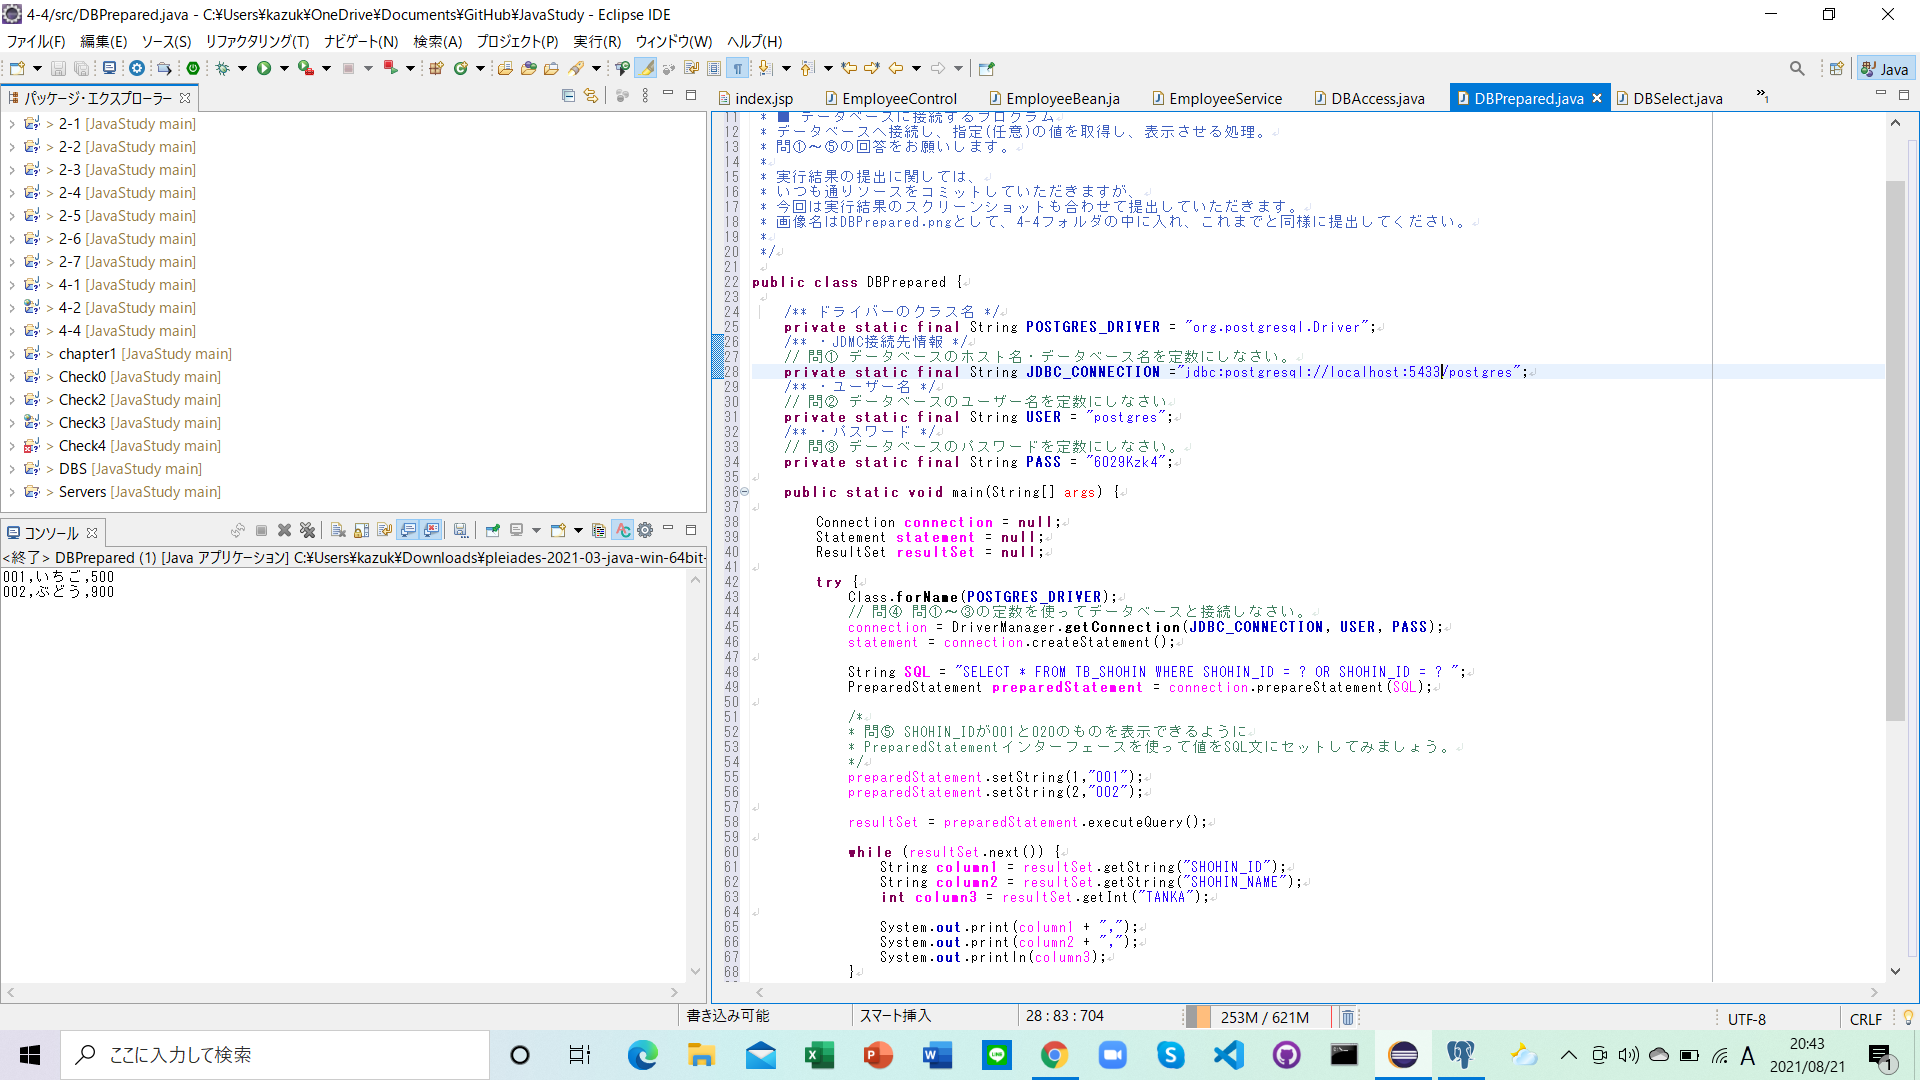 4-4/src/DBPrepared.java - C:¥Users¥kazuk¥OneDrive¥Documents¥GitHub¥JavaStudy - Eclipse IDE
ファイル(F) 編集(E) ソース(S) リファクタリング(T) ナビゲート(N) 検索(A) プロジェクト(P) 実行(R) ウィンドウ(W) ヘルプ(H)
Java
パッケージ・エクスプローラー
> 2-1 [JavaStudy main]
> 2-2 [JavaStudy main]
> 2-3 [JavaStudy main]
> 2-4 [JavaStudy main]
> 2-5 [JavaStudy main]
> 2-6 [JavaStudy main]
> 2-7 [JavaStudy main]
> 4-1 [JavaStudy main]
> 4-2 [JavaStudy main]
> 4-4 [JavaStudy main]
> chapter1 [JavaStudy main]
> Check0 [JavaStudy main]
> Check2 [JavaStudy main]
> Check3 [JavaStudy main]
> Check4 [JavaStudy main]
> DBS [JavaStudy main]
> Servers [JavaStudy main]
コンソール
<終了> DBPrepared (1) [Java アプリケーション] C:¥Users¥kazuk¥Downloads¥pleiades-2021-03-java-win-64bit-
001,いちご,500
002,ぶどう,900
index.jsp EmployeeControl EmployeeBean.ja EmployeeService DBAccess.java DBPrepared.java DBSelect.java »1
11 * ■ データベースに接続するプログラム
12 * データベースへ接続し、指定(任意)の値を取得し、表示させる処理。
13 * 問①～⑤の回答をお願いします。
14 *
15 * 実行結果の提出に関しては、
16 * いつも通りソースをコミットしていただきますが、
17 * 今回は実行結果のスクリーンショットも合わせて提出していただきます。
18 * 画像名はDBPrepared.pngとして、4-4フォルダの中に入れ、これまでと同様に提出してください。
19 *
20 */
21
22 public class DBPrepared {
23
24 /** ドライバーのクラス名 */
25 private static final String POSTGRES_DRIVER = "org.postgresql.Driver";
26 /** ・JDMC接続先情報 */
27 // 問① データベースのホスト名・データベース名を定数にしなさい。
28 private static final String JDBC_CONNECTION ="jdbc:postgresql://localhost:5433/postgres";
29 /** ・ユーザー名 */
30 // 問② データベースのユーザー名を定数にしなさい
31 private static final String USER = "postgres";
32 /** ・パスワード */
33 // 問③ データベースのパスワードを定数にしなさい。
34 private static final String PASS = "6029Kzk4";
35
36 public static void main(String[] args) {
37
38 Connection connection = null;
39 Statement statement = null;
40 ResultSet resultSet = null;
41
42 try {
43 Class.forName(POSTGRES_DRIVER);
44 // 問④ 問①～③の定数を使ってデータベースと接続しなさい。
45 connection = DriverManager.getConnection(JDBC_CONNECTION, USER, PASS);
46 statement = connection.createStatement();
47
48 String SQL = "SELECT * FROM TB_SHOHIN WHERE SHOHIN_ID = ? OR SHOHIN_ID = ? ";
49 PreparedStatement preparedStatement = connection.prepareStatement(SQL);
50
51 /*
52 * 問⑤ SHOHIN_IDが001と020のものを表示できるように
53 * PreparedStatementインターフェースを使って値をSQL文にセットしてみましょう。
54 */
55 preparedStatement.setString(1,"001");
56 preparedStatement.setString(2,"002");
57
58 resultSet = preparedStatement.executeQuery();
59
60 while (resultSet.next()) {
61 String column1 = resultSet.getString("SHOHIN_ID");
62 String column2 = resultSet.getString("SHOHIN_NAME");
63 int column3 = resultSet.getInt("TANKA");
64
65 System.out.print(column1 + ",");
66 System.out.print(column2 + ",");
67 System.out.println(column3);
68 }
書き込み可能 スマート挿入 28 : 83 : 704 253M / 621M UTF-8 CRLF
ここに入力して検索
A
20:43
2021/08/21
1